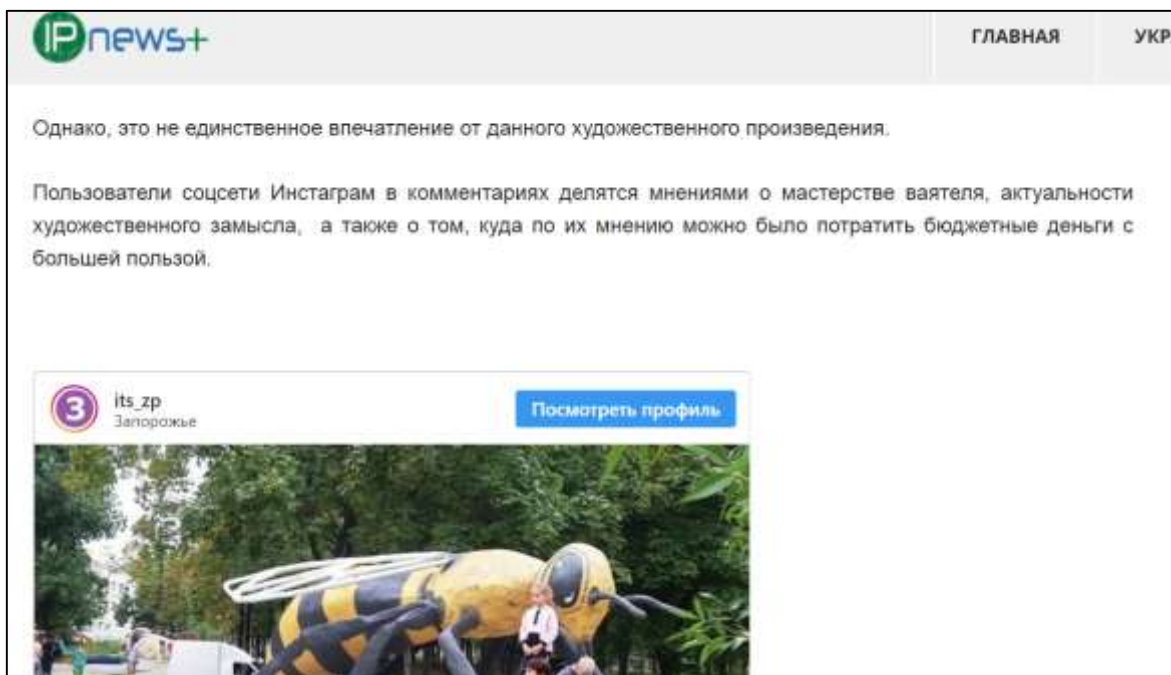 IPnews+
ГЛАВНАЯ
УКР
Однако, это не единственное впечатление от данного художественного произведения.
Пользователи соцсети Инстаграм в комментариях делятся мнениями о мастерстве ваятеля, актуальности
художественного замысла, а также о том, куда по их мнению можно было потратить бюджетные деньги с
большей пользой.
З
its_zp
Запорожье
Посмотреть профиль